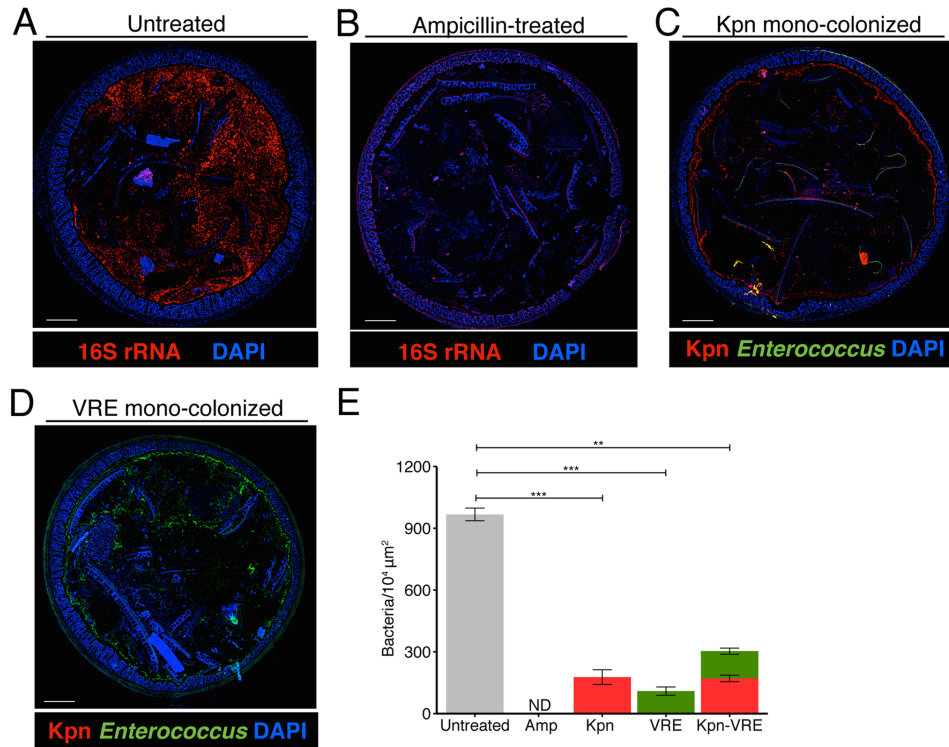 A
Untreated
16S rRNA DAPI
B
Ampicillin-treated
16S rRNA DAPI
C
Kpn mono-colonized
Kpn Enterococcus DAPI
D
VRE mono-colonized
Kpn Enterococcus DAPI
E
**
***
***
1200
900
600
300
0
Bacteria/10⁴ µm²
ND
Untreated Amp Kpn VRE Kpn-VRE